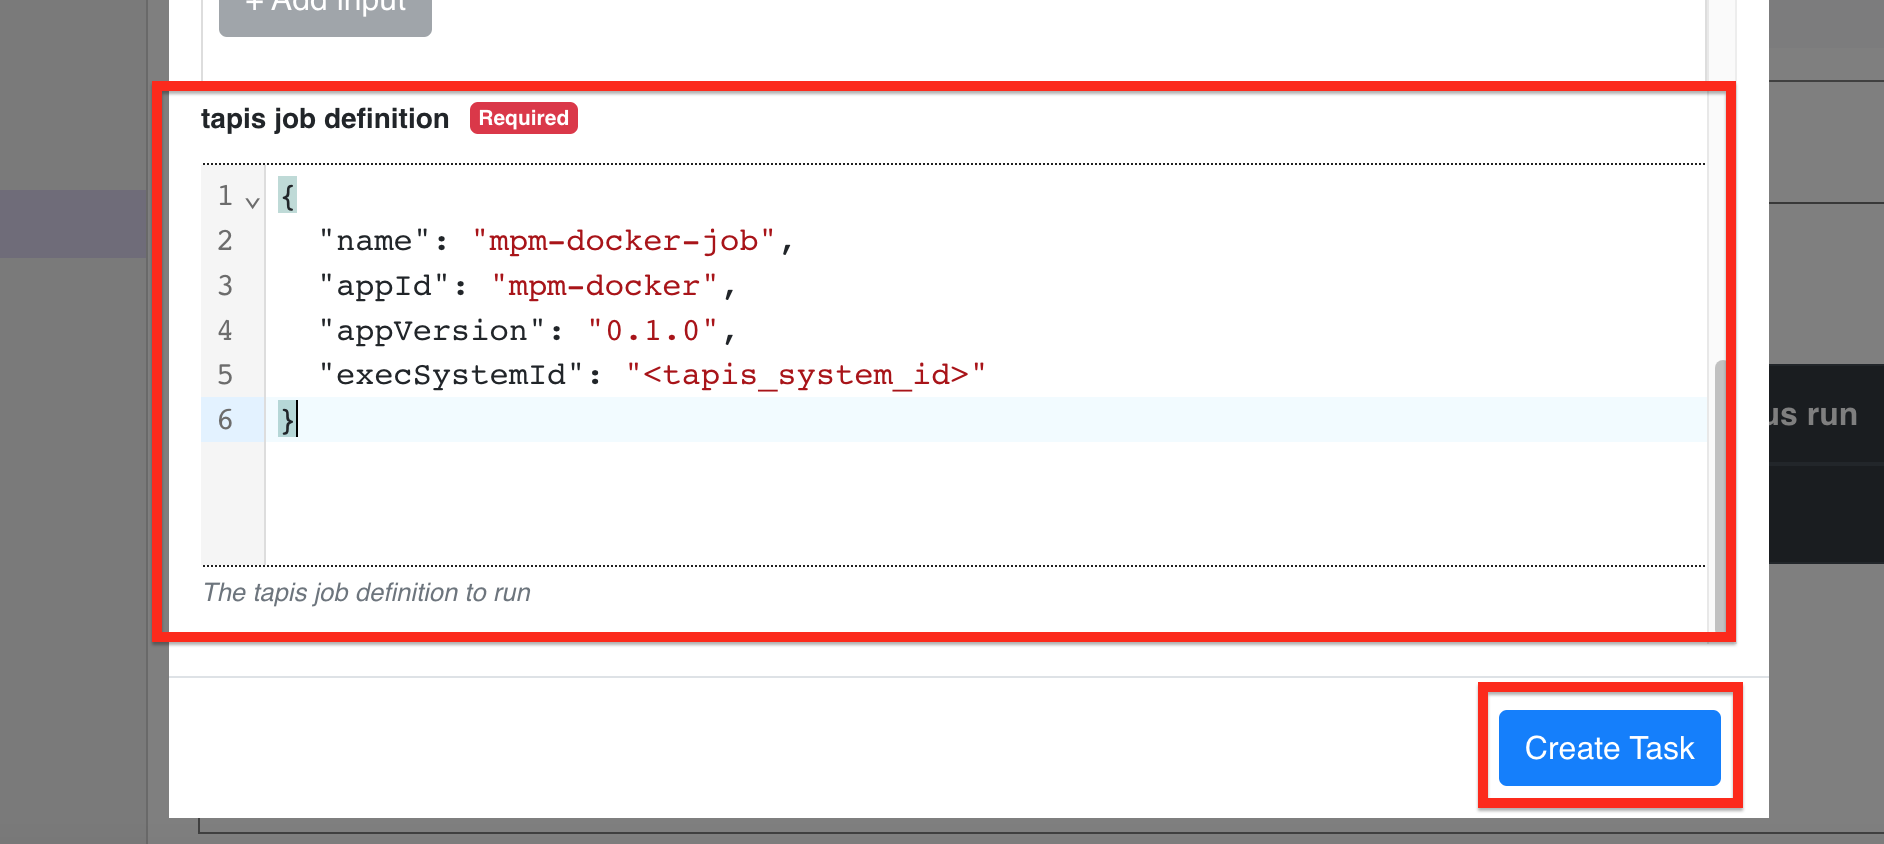 + Add Input
tapis job definition Required
1 {
2 "name": "mpm-docker-job",
3 "appId": "mpm-docker",
4 "appVersion": "0.1.0",
5 "execSystemId": "<tapis_system_id>"
6 }
The tapis job definition to run
us run
Create Task